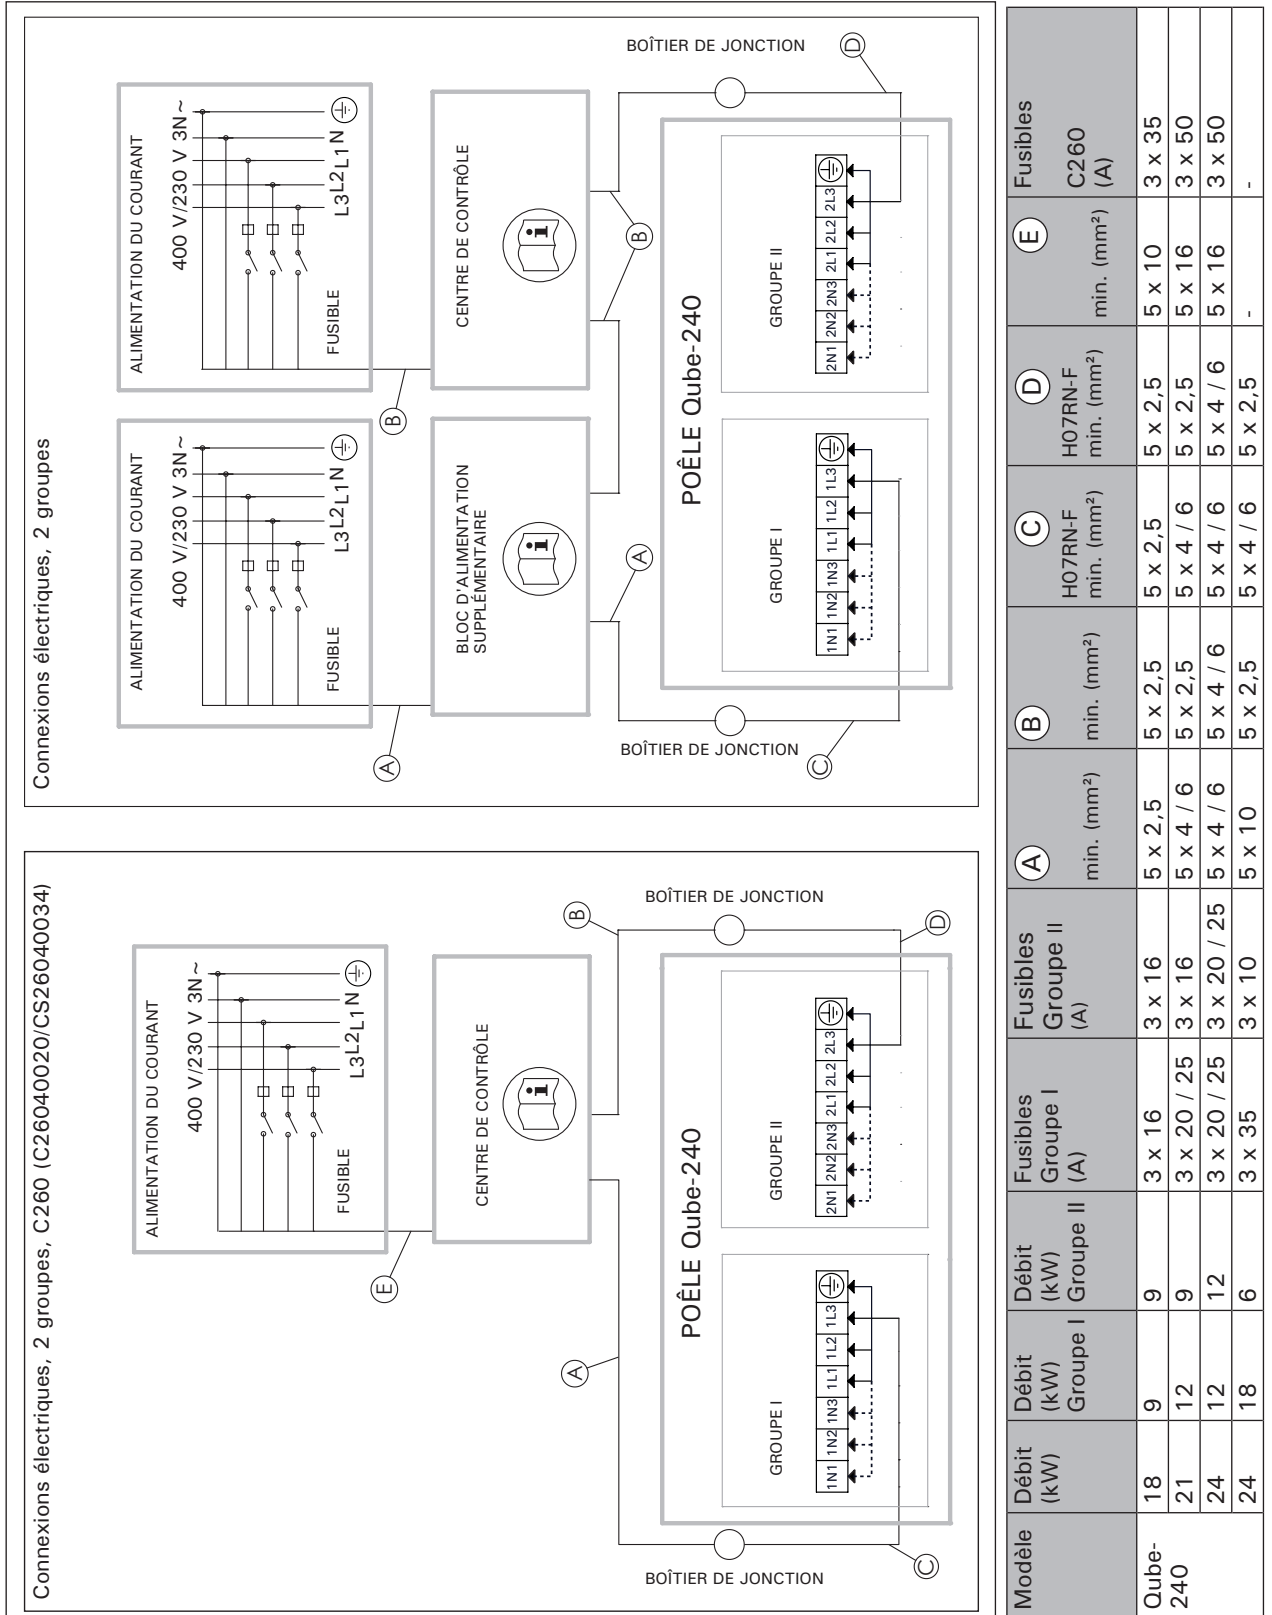 Connexions électriques, 2 groupes, C260 (C26040020/CS26040034)
ALIMENTATION DU COURANT
400 V/230 V 3N~
L3 L2 L1 N
FUSIBLE
E
CENTRE DE CONTRÔLE
i
A
B
BOÎTIER DE JONCTION
D
POÊLE Qube-240
GROUPE I
1N1 1N2 1N3 1L1 1L2 1L3
GROUPE II
2N1 2N2 2N3 2L1 2L2 2L3
BOÎTIER DE JONCTION
C
Connexions électriques, 2 groupes
ALIMENTATION DU COURANT
400 V/230 V 3N~
L3 L2 L1 N
FUSIBLE
A
ALIMENTATION DU COURANT
400 V/230 V 3N~
L3 L2 L1 N
FUSIBLE
B
BLOC D'ALIMENTATION
SUPPLÉMENTAIRE
i
CENTRE DE CONTRÔLE
i
A
B
BOÎTIER DE JONCTION
D
POÊLE Qube-240
GROUPE I
1N1 1N2 1N3 1L1 1L2 1L3
GROUPE II
2N1 2N2 2N3 2L1 2L2 2L3
BOÎTIER DE JONCTION
C
Modèle
Débit
(kW)
Débit
(kW)
Groupe I
Débit
(kW)
Groupe II
Fusibles
Groupe I
(A)
Fusibles
Groupe II
(A)
A
min. (mm²)
B
min. (mm²)
C
H07RN-F
min. (mm²)
D
H07RN-F
min. (mm²)
E
min. (mm²)
Fusibles
C260
(A)
Qube-
240
18 9 9 3 x 16 3 x 16 5 x 2,5 5 x 2,5 5 x 2,5 5 x 2,5 5 x 10 3 x 35
21 12 9 3 x 20 / 25 3 x 16 5 x 4 / 6 5 x 2,5 5 x 4 / 6 5 x 2,5 5 x 16 3 x 50
24 12 12 3 x 20 / 25 3 x 20 / 25 5 x 4 / 6 5 x 4 / 6 5 x 4 / 6 5 x 4 / 6 5 x 16 3 x 50
24 18 6 3 x 35 3 x 10 5 x 10 5 x 2,5 5 x 4 / 6 5 x 2,5 - -